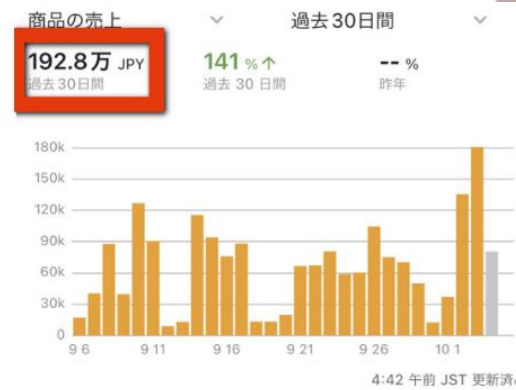 商品の売上 過去30日間
192.8万 JPY 141 %↑ -- %
過去30日間 過去 30 日間 昨年
180k
150k
120k
90k
60k
30k
0
9 6 9 11 9 16 9 21 9 26 10 1
4:42 午前 JST 更新済